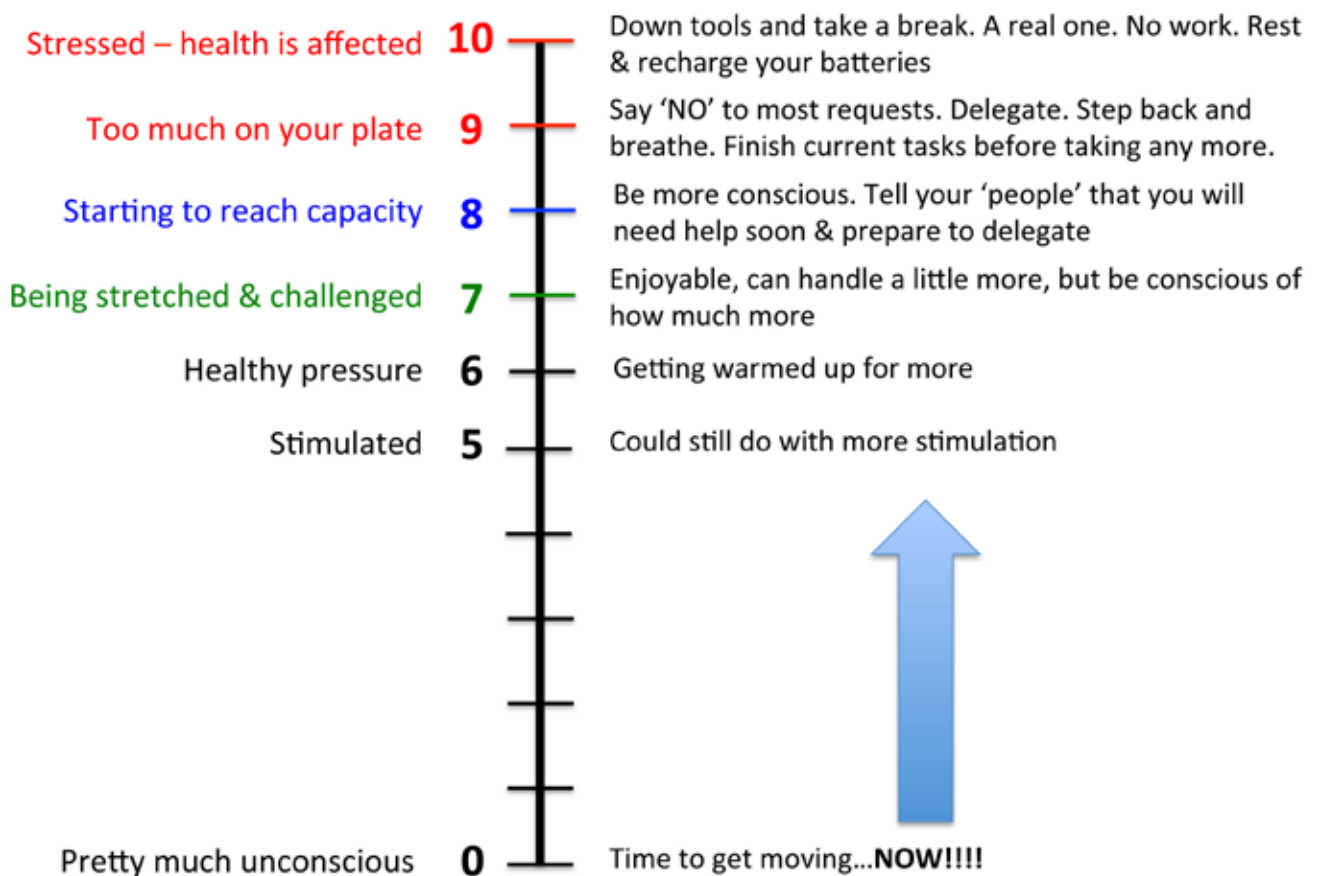 Stressed – health is affected 10 Down tools and take a break. A real one. No work. Rest
& recharge your batteries
Too much on your plate 9 Say ‘NO’ to most requests. Delegate. Step back and
breathe. Finish current tasks before taking any more.
Starting to reach capacity 8 Be more conscious. Tell your ‘people’ that you will
need help soon & prepare to delegate
Being stretched & challenged 7 Enjoyable, can handle a little more, but be conscious of
how much more
Healthy pressure 6 Getting warmed up for more
Stimulated 5 Could still do with more stimulation
Pretty much unconscious 0 Time to get moving...NOW!!!!